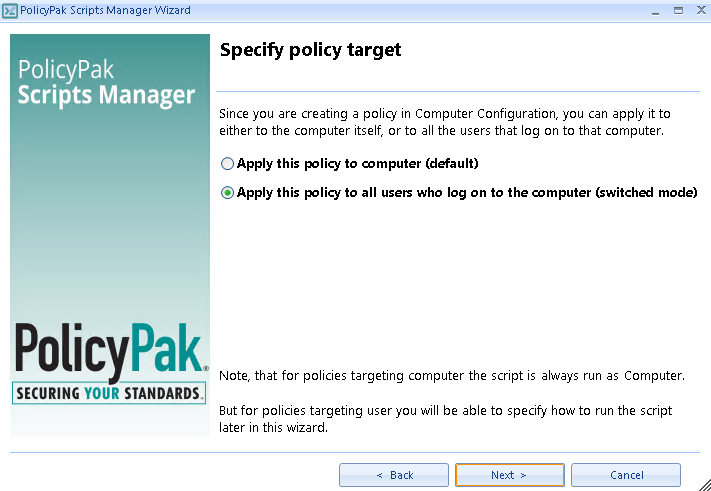 PolicyPak Scripts Manager Wizard
PolicyPak
Scripts Manager
Specify policy target
Since you are creating a policy in Computer Configuration, you can apply it to
either to the computer itself, or to all the users that log on to that computer.
Apply this policy to computer (default)
Apply this policy to all users who log on to the computer (switched mode)
PolicyPak®
SECURING YOUR STANDARDS™
Note, that for policies targeting computer the script is always run as Computer.
But for policies targeting user you will be able to specify how to run the script
later in this wizard.
< Back
Next >
Cancel